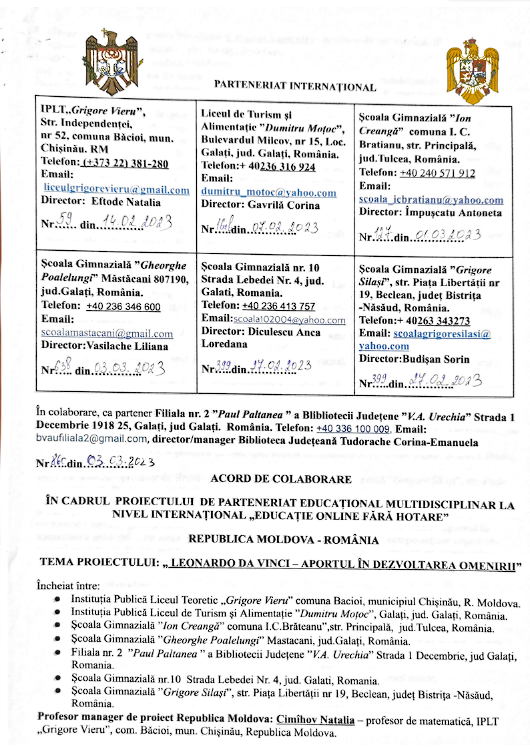 PARTENERIAT INTERNAȚIONAL
IPLT„Grigore Vieru”,
Str. Independenței,
nr 52, comuna Băcioi, mun.
Chișinău. RM
Telefon: (+373 22) 381-280
Email:
liceulgrigorevieru@gmail.com
Director: Eftode Natalia
Nr 59 din 14.02.2023
Liceul de Turism și
Alimentație "Dumitru Moțoc",
Bulevardul Milcov, nr 15, Loc.
Galați, jud. Galați, România.
Telefon:+ 40236 316 924
Email:
dumitru_motoc@yahoo.com
Director: Gavrilă Corina
Nr din 07.02.2023
Școala Gimnazială "Ion
Creangă" comuna I. C.
Bratianu, str. Principală,
jud.Tulcea, România.
Telefon: +40 240 571 912
Email:
scoala_icbratianu@yahoo.com
Director: Împuşcatu Antoneta
Nr 127 din 01.03.2023
Școala Gimnazială "Gheorghe
Poalelungi" Măstăcani 807190,
jud.Galați, România.
Telefon: +40 236 346 600
Email:
scoalamastacani@gmail.com
Director:Vasilache Liliana
Nr 638 din 03.03.2023
Școala Gimnazială nr. 10
Strada Lebedei Nr. 4, jud.
Galati, Romania.
Telefon: +40 236 413 757
Email:scoala102004@yahoo.com
Director: Diculescu Anca
Loredana
Nr 399 din 17.02.2023
Școala Gimnazială "Grigore
Silași", str. Piața Libertății nr
19, Beclean, județ Bistrița
-Năsăud, România.
Telefon:+ 40263 343273
Email: scoalagrigoresilasi@
yahoo.com
Director:Budișan Sorin
Nr 399 din 27.02.2023
În colaborare, ca partener Filiala nr. 2 "Paul Paltanea " a Bliblioteciі Județene "V.A. Urechia" Strada 1
Decembrie 1918 25, Galați, jud Galați. România. Telefon: +40 336 100 009, Email:
bvaufiliala2@gmail.com, director/manager Biblioteca Județeană Tudorache Corina-Emanuela
Nr 260 din 03.03.2023
ACORD DE COLABORARE
ÎN CADRUL PROIECTULUI DE PARTENERIAT EDUCAȚIONAL MULTIDISCIPLINAR LA
NIVEL INTERNAȚIONAL „EDUCAȚIE ONLINE FĂRĂ HOTARE”
REPUBLICA MOLDOVA - ROMÂNIA
TEMA PROIECTULUI: „ LEONARDO DA VINCI – APORTUL ÎN DEZVOLTAREA OMENIRII”
Încheiat între:
• Instituția Publică Liceul Teoretic „Grigore Vieru” comuna Bacioi, municipiul Chișinău, R. Moldova.
• Instituția Publică Liceul de Turism și Alimentație "Dumitru Moțoc", Galați, jud. Galați, România.
• Școala Gimnazială "Ion Creangă" comuna I.C.Brăteanu",str. Principală, jud.Tulcea, România.
• Școala Gimnazială "Gheorghe Poalelungi" Mastacani, jud.Galați, România.
• Filiala nr. 2 "Paul Paltanea " a Bibliotecii Județene "V.A. Urechia" Strada 1 Decembrie, jud Galați,
Romania.
• Școala Gimnazială nr.10 Strada Lebedei Nr. 4, jud. Galati, Romania.
• Școala Gimnazială "Grigore Silași", str. Piața Libertății nr 19, Beclean, județ Bistrița -Năsăud,
România.
Profesor manager de proiect Republica Moldova: Cimihov Natalia – profesor de matematică, IPLT
„Grigore Vieru”, com. Băcioi, mun. Chișinău, Republica Moldova.